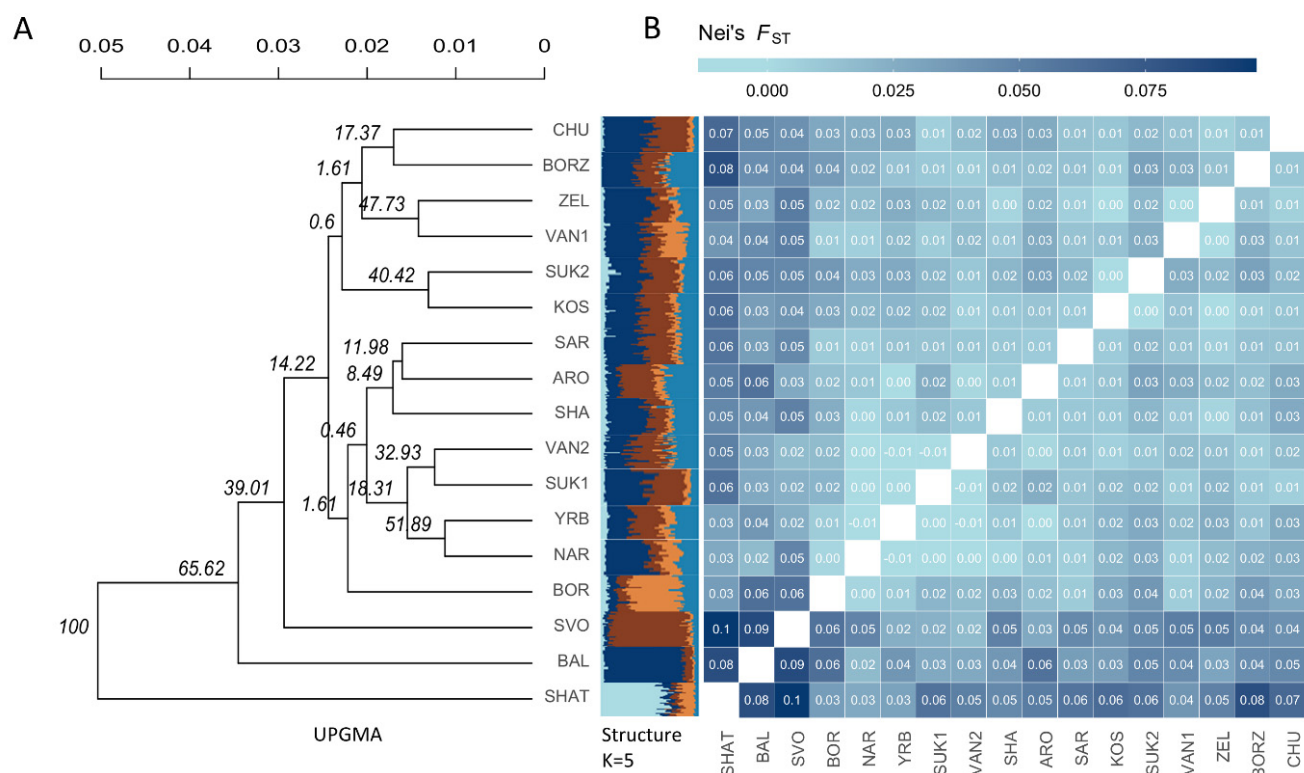 A
0.05 0.04 0.03 0.02 0.01 0
B
Nei's F_ST
0.000 0.025 0.050 0.075
CHU
BORZ
ZEL
VAN1
SUK2
KOS
SAR
ARO
SHA
VAN2
SUK1
YRB
NAR
BOR
SVO
BAL
SHAT
17.37
1.61
47.73
0.6
40.42
11.98
14.22
8.49
0.46
32.93
39.01
18.31
1.61
51.89
65.62
100
UPGMA
Structure
K=5
0.07 0.05 0.04 0.03 0.03 0.03 0.01 0.02 0.03 0.03 0.01 0.01 0.02 0.01 0.01 0.01
0.08 0.04 0.04 0.04 0.02 0.01 0.01 0.01 0.01 0.02 0.01 0.01 0.03 0.03 0.01 0.01
0.05 0.03 0.05 0.02 0.02 0.03 0.02 0.01 0.00 0.02 0.01 0.00 0.02 0.00 0.01 0.01
0.04 0.04 0.05 0.01 0.01 0.02 0.01 0.02 0.01 0.03 0.01 0.01 0.03 0.00 0.03 0.01
0.06 0.05 0.05 0.04 0.03 0.03 0.02 0.01 0.02 0.03 0.02 0.00 0.03 0.02 0.03 0.02
0.06 0.03 0.04 0.03 0.02 0.02 0.02 0.01 0.01 0.01 0.01 0.00 0.01 0.00 0.01 0.01
0.06 0.03 0.05 0.01 0.01 0.01 0.01 0.01 0.01 0.01 0.01 0.02 0.01 0.01 0.01 0.01
0.05 0.06 0.03 0.02 0.01 0.00 0.02 0.00 0.01 0.01 0.01 0.03 0.03 0.02 0.02 0.03
0.05 0.04 0.05 0.03 0.00 0.01 0.02 0.01 0.01 0.01 0.01 0.02 0.01 0.00 0.01 0.03
0.05 0.03 0.02 0.02 0.00 -0.01 -0.01 0.01 0.00 0.01 0.01 0.01 0.02 0.01 0.01 0.02
0.06 0.03 0.02 0.02 0.00 0.00 -0.01 0.02 0.02 0.01 0.02 0.02 0.01 0.02 0.01 0.01
0.03 0.04 0.02 0.01 -0.01 0.00 -0.01 0.01 0.00 0.01 0.02 0.03 0.02 0.03 0.01 0.03
0.03 0.02 0.05 0.00 -0.01 0.00 0.00 0.00 0.01 0.01 0.02 0.03 0.01 0.02 0.02 0.03
0.03 0.06 0.06 0.00 0.01 0.02 0.02 0.03 0.02 0.01 0.03 0.04 0.01 0.02 0.04 0.03
0.1 0.09 0.06 0.05 0.02 0.02 0.02 0.05 0.03 0.05 0.04 0.05 0.05 0.05 0.04 0.04
0.08 0.09 0.06 0.02 0.04 0.03 0.03 0.04 0.06 0.03 0.03 0.05 0.04 0.03 0.04 0.05
0.08 0.1 0.03 0.03 0.03 0.06 0.05 0.05 0.05 0.06 0.06 0.06 0.04 0.05 0.08 0.07
SHAT BAL SVO BOR NAR YRB SUK1 VAN2 SHA ARO SAR KOS SUK2 VAN1 ZEL BORZ CHU